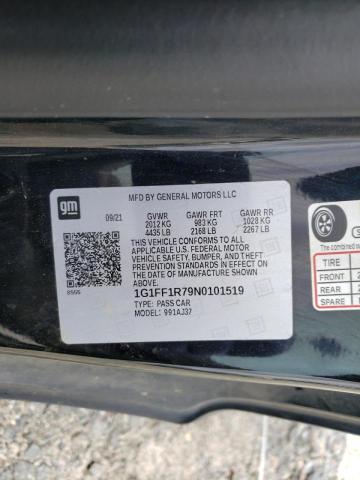 gm
MFD BY GENERAL MOTORS LLC
09/21 GVWR GAWR FRT GAWR RR
2012 KG 983 KG 1028 KG
4435 LB 2168 LB 2267 LB
THIS VEHICLE CONFORMS TO ALL APPLICABLE
U.S. FEDERAL MOTOR
VEHICLE SAFETY, BUMPER, AND
THEFT PREVENTION STANDARDS IN
EFFECT ON THE DATE OF
MANUFACTURE SHOWN ABOVE.
1G1FF1R79N0101519
TYPE: PASS CAR
MODEL: 991AJ37
TIRE
FRONT
REAR
SPARE